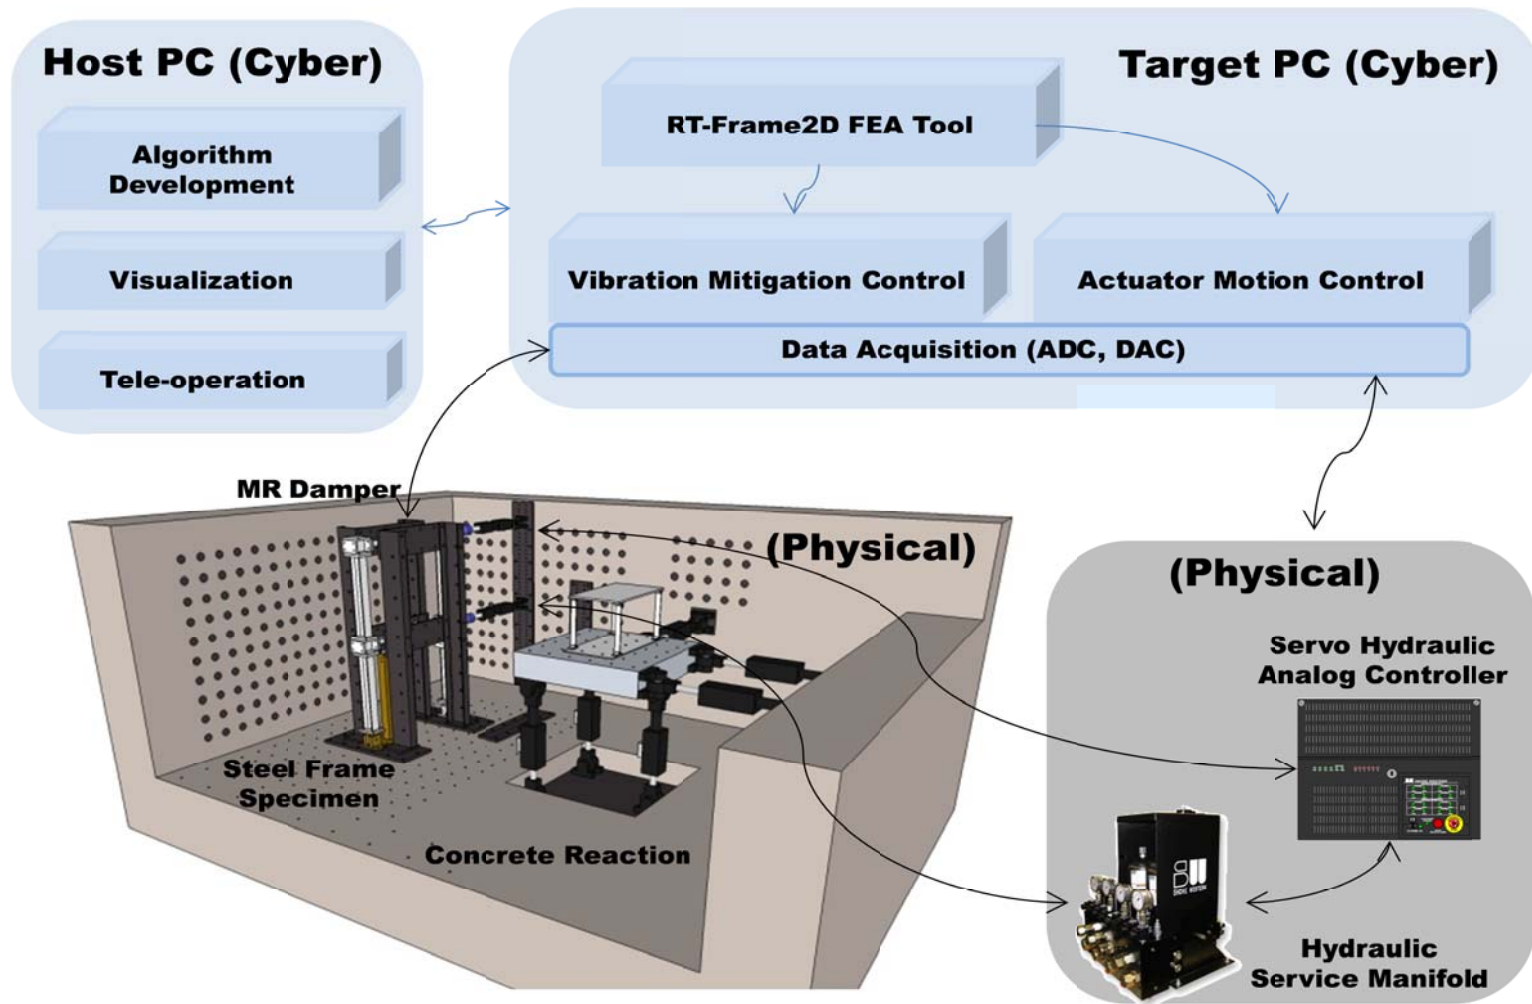 Host PC (Cyber)
Algorithm
Development
Visualization
Tele-operation
Target PC (Cyber)
RT-Frame2D FEA Tool
Vibration Mitigation Control
Actuator Motion Control
Data Acquisition (ADC, DAC)
MR Damper
(Physical)
Steel Frame
Specimen
Concrete Reaction
(Physical)
Servo Hydraulic
Analog Controller
Hydraulic
Service Manifold